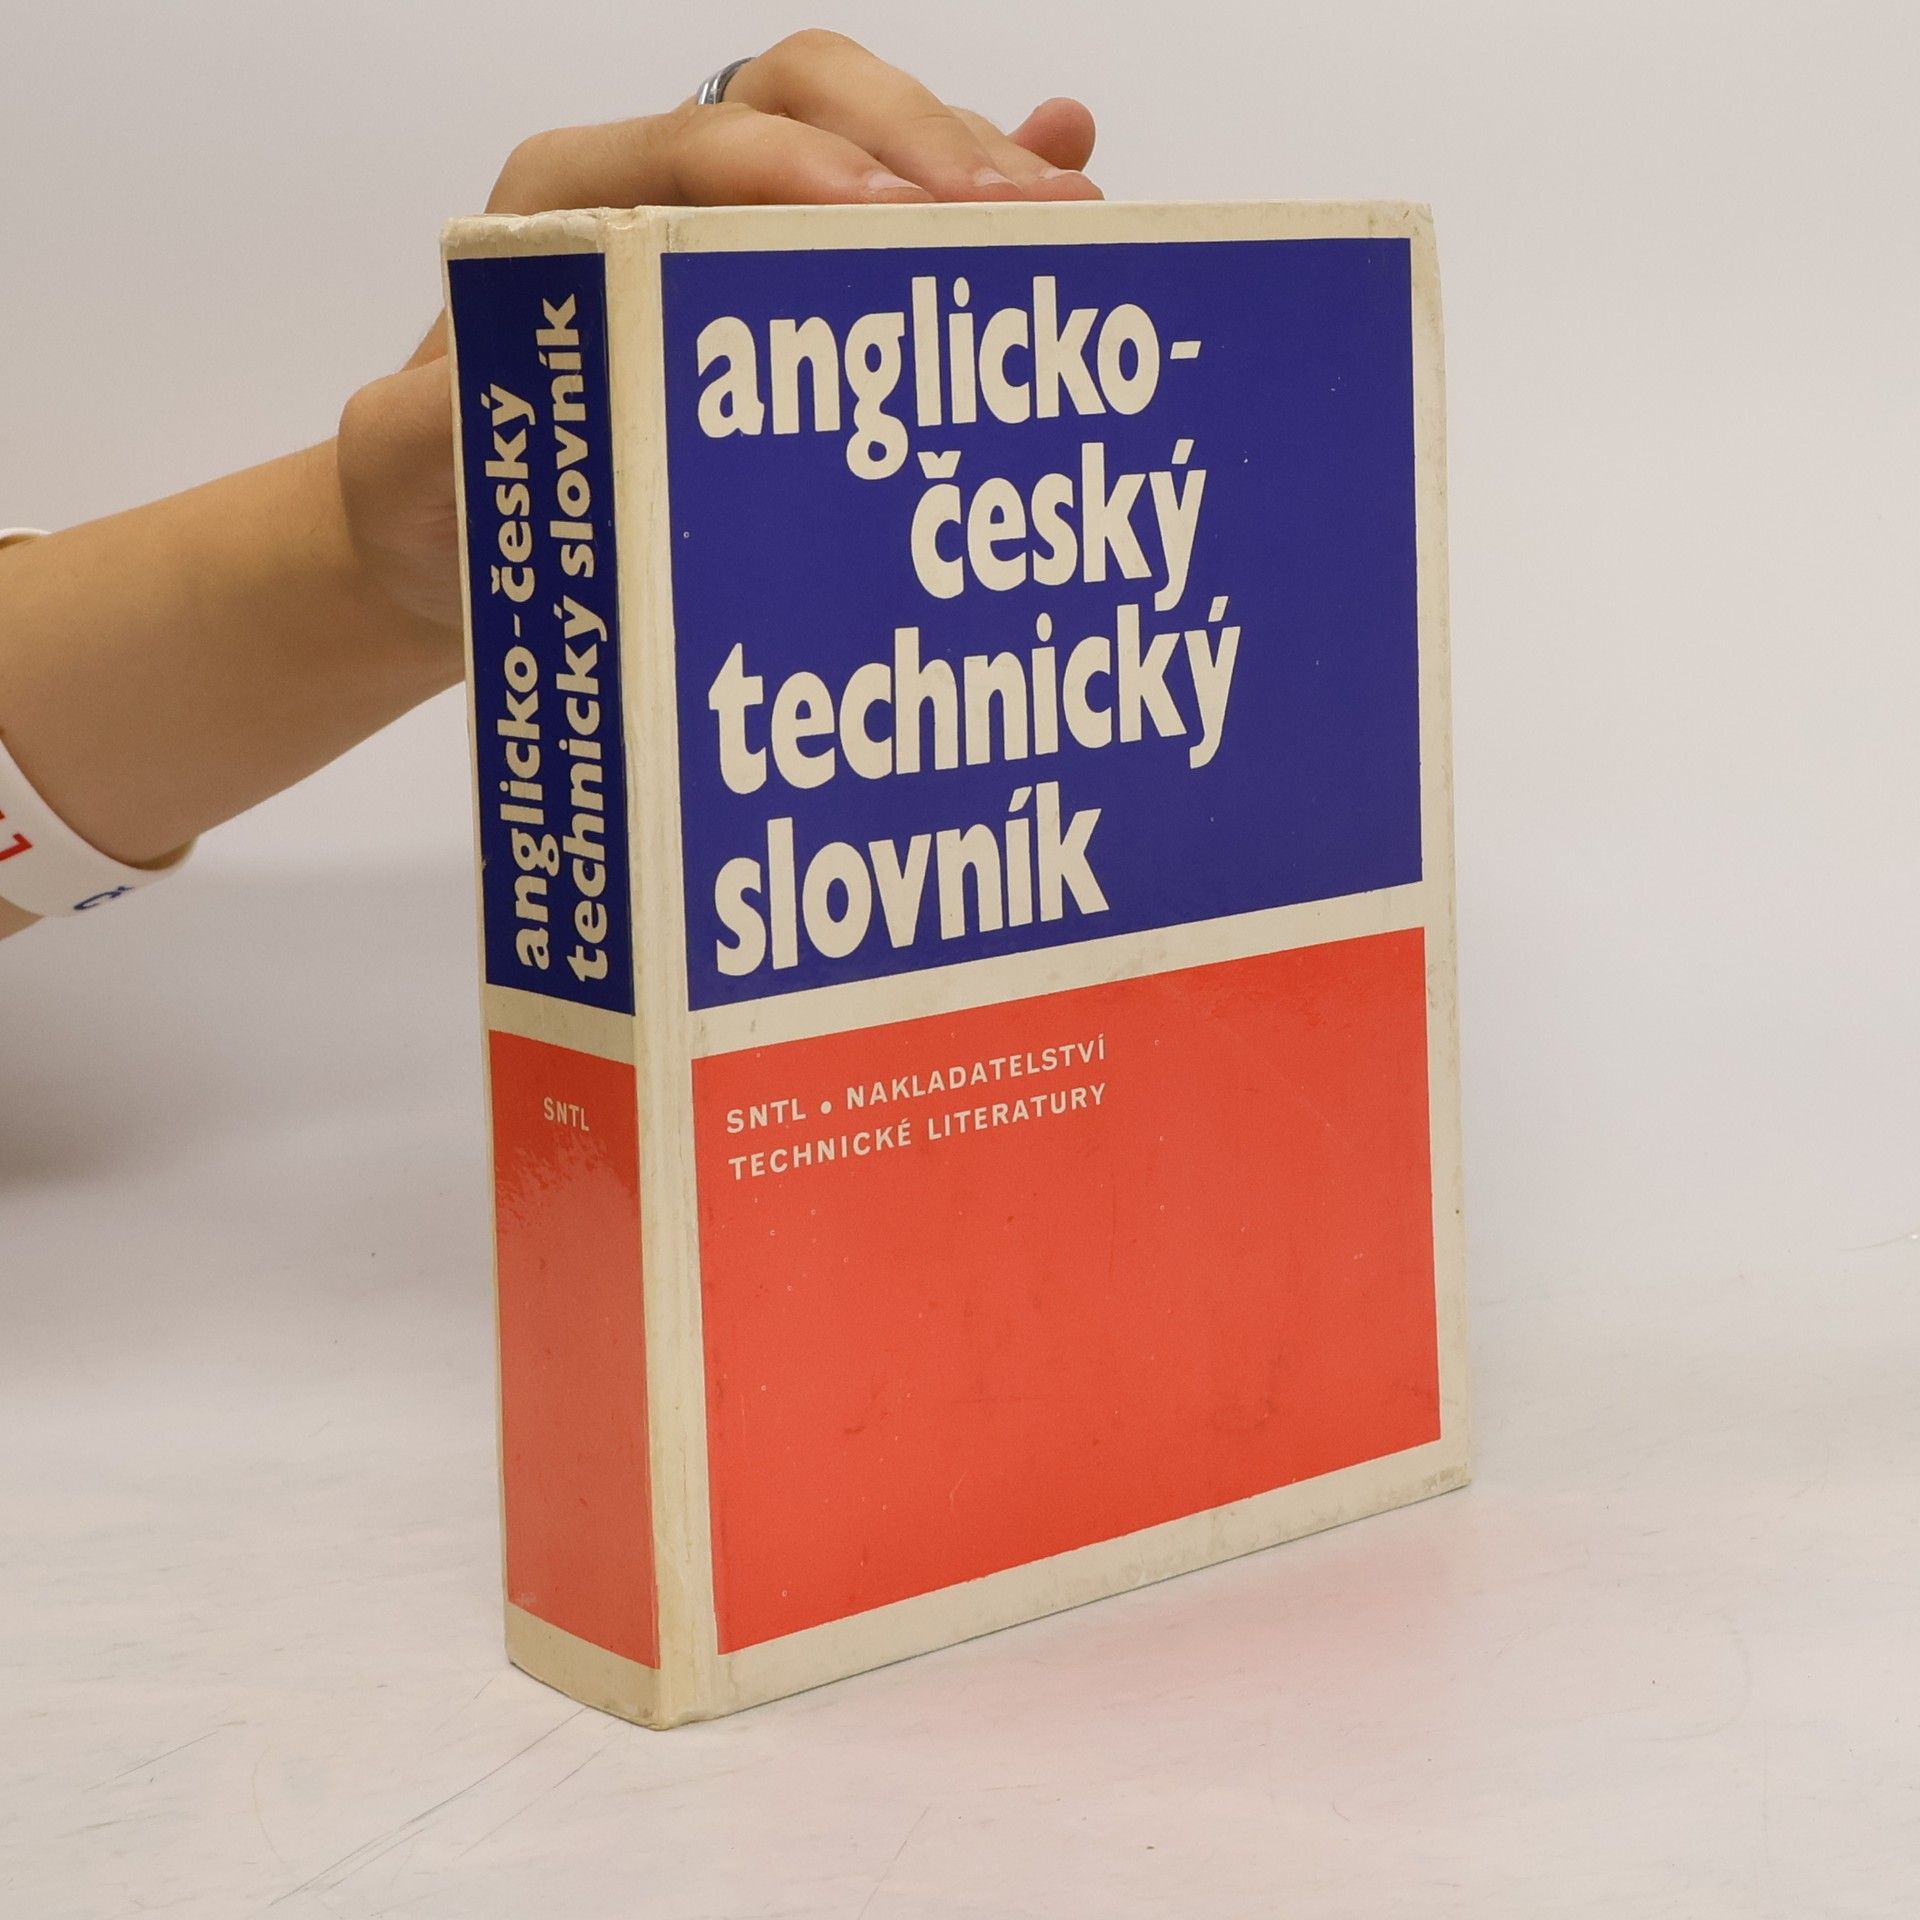 anglicko-český
technický slovník
SNTL
anglicko-
český
technický
slovník
SNTL • NAKLADATELSTVÍ
TECHNICKÉ LITERATURY